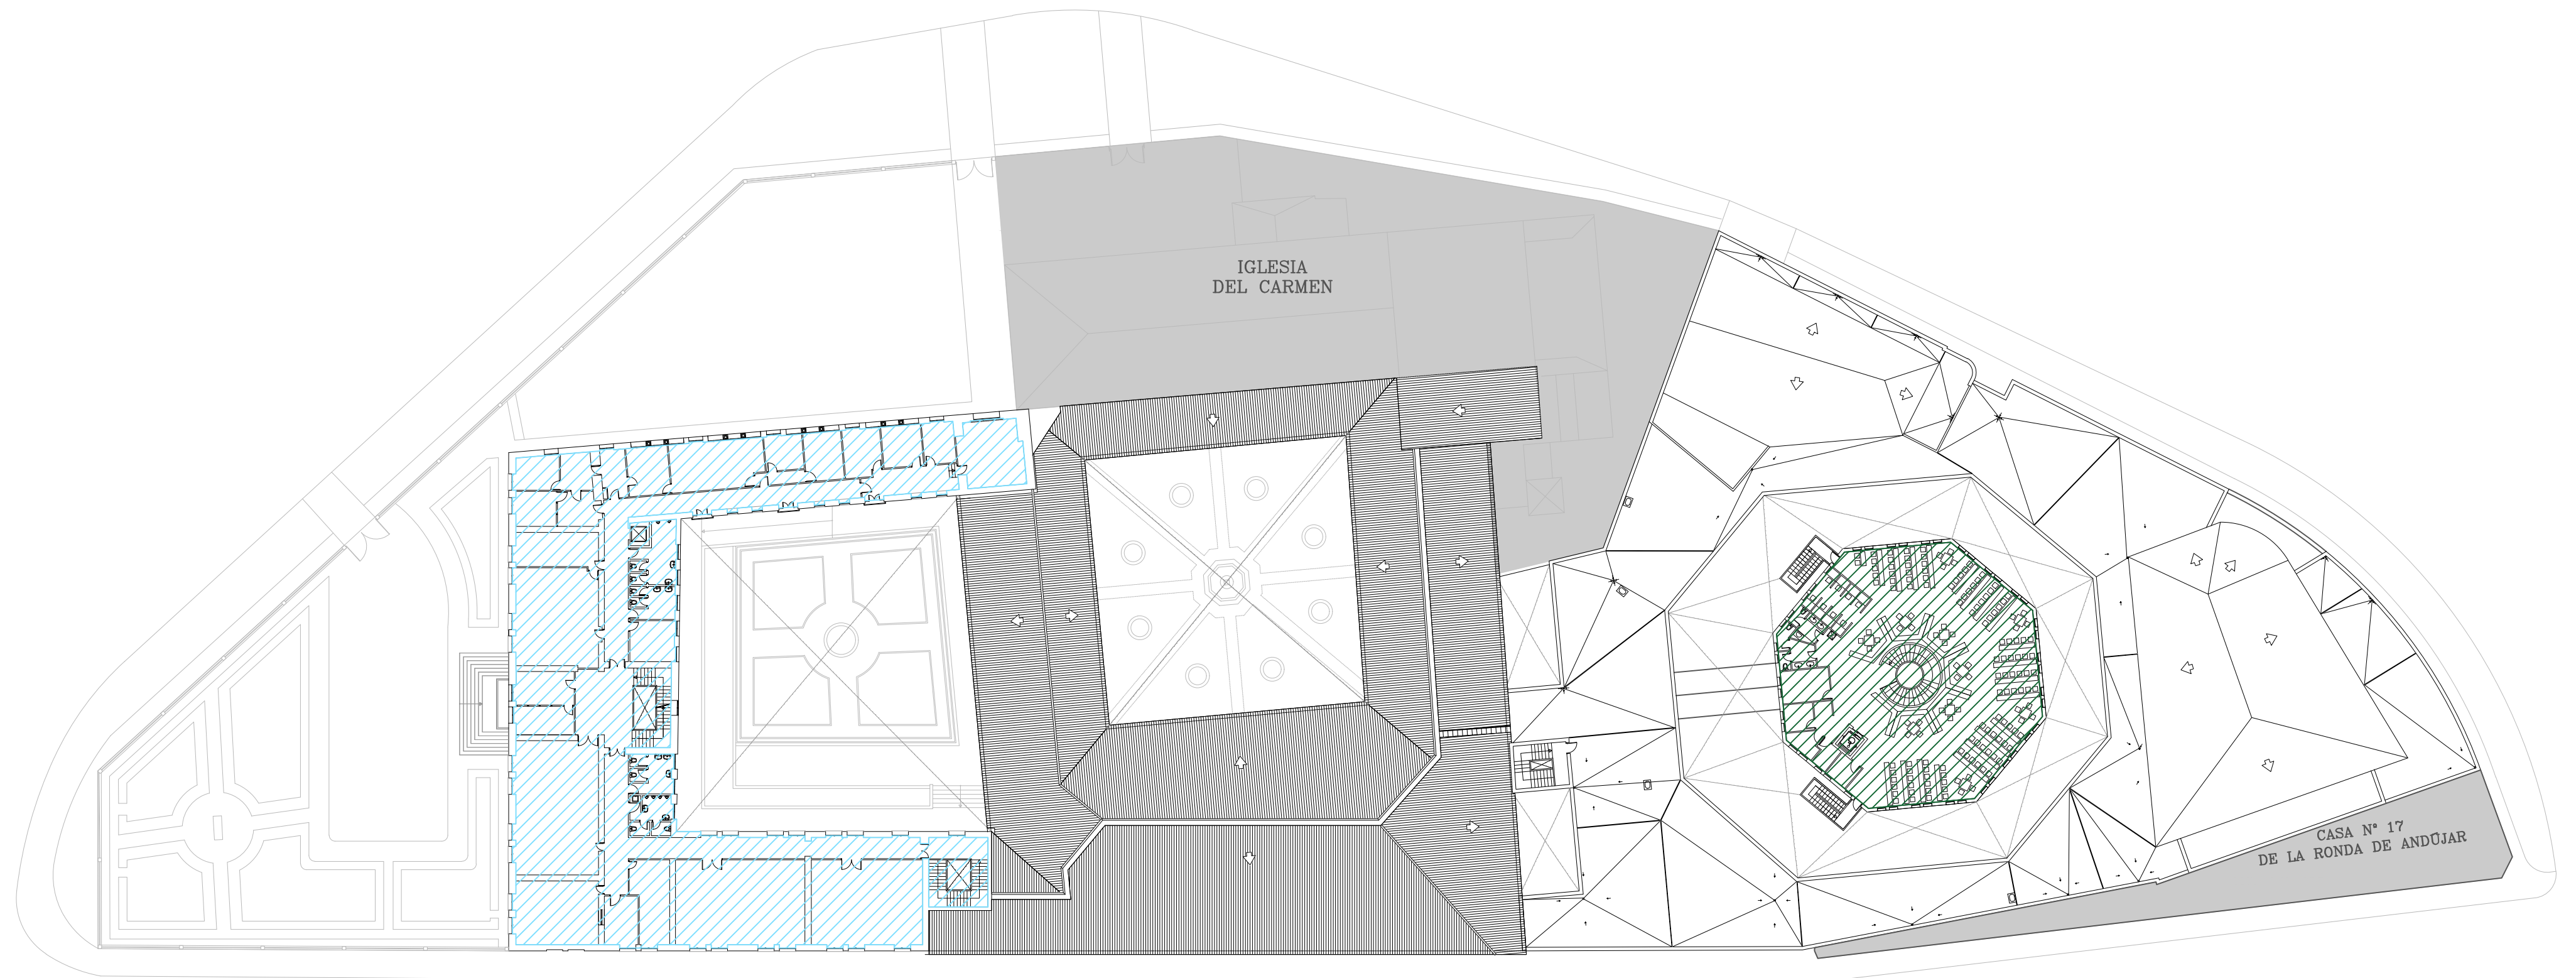 IGLESIA
DEL CARMEN
CASA Nº 17
DE LA RONDA DE ANDÚJAR